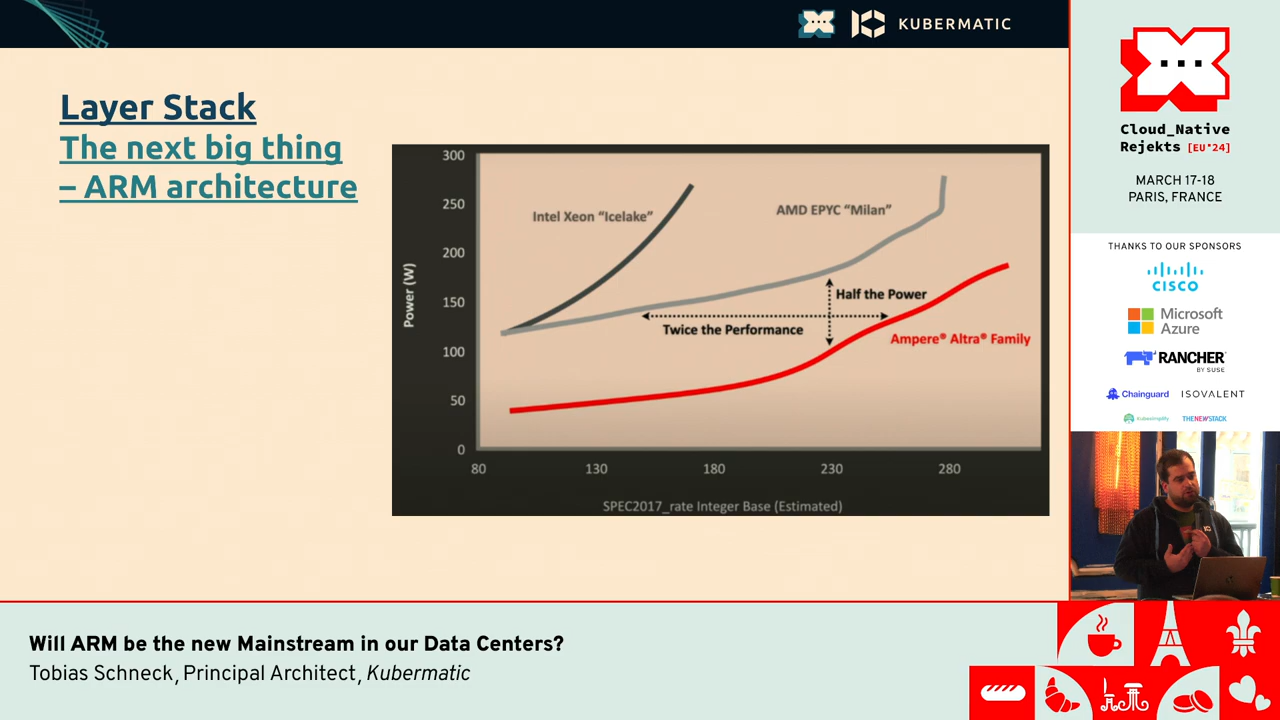 KUBERMATIC
Layer Stack
The next big thing
– ARM architecture
300
250
200
150
100
50
0
Power (W)
Intel Xeon “Icelake”
AMD EPYC “Milan”
Half the Power
Twice the Performance
Ampere® Altra® Family
80 130 180 230 280
SPEC2017_rate Integer Base (Estimated)
Cloud_Native
Rejekts [EU'24]
MARCH 17-18
PARIS, FRANCE
THANKS TO OUR SPONSORS
CISCO
Microsoft
Azure
RANCHER
BY SUSE
Chainguard ISOVALENT
Kubesimplify THENEWSTACK
Will ARM be the new Mainstream in our Data Centers?
Tobias Schneck, Principal Architect, Kubermatic